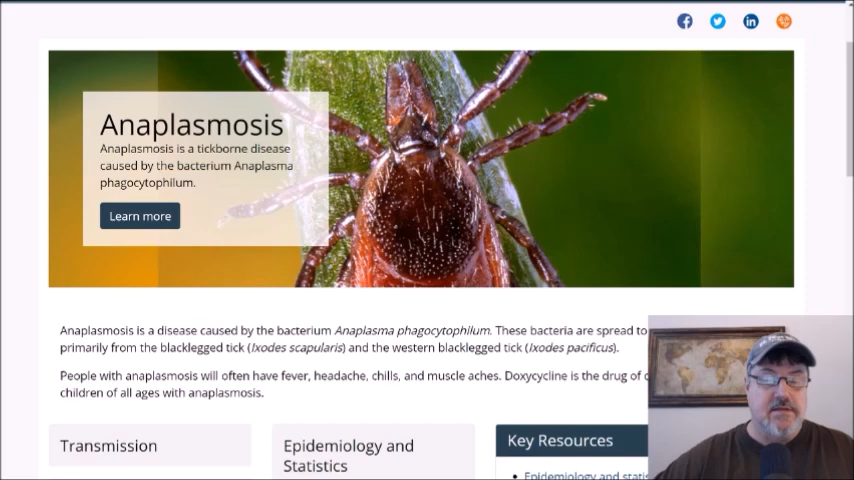 Anaplasmosis
Anaplasmosis is a tickborne disease
caused by the bacterium Anaplasma
phagocytophilum.
Learn more
Anaplasmosis is a disease caused by the bacterium Anaplasma phagocytophilum. These bacteria are spread to
primarily from the blacklegged tick (Ixodes scapularis) and the western blacklegged tick (Ixodes pacificus).
People with anaplasmosis will often have fever, headache, chills, and muscle aches. Doxycycline is the drug of
children of all ages with anaplasmosis.
Transmission
Epidemiology and
Statistics
Key Resources
Epidemiology and